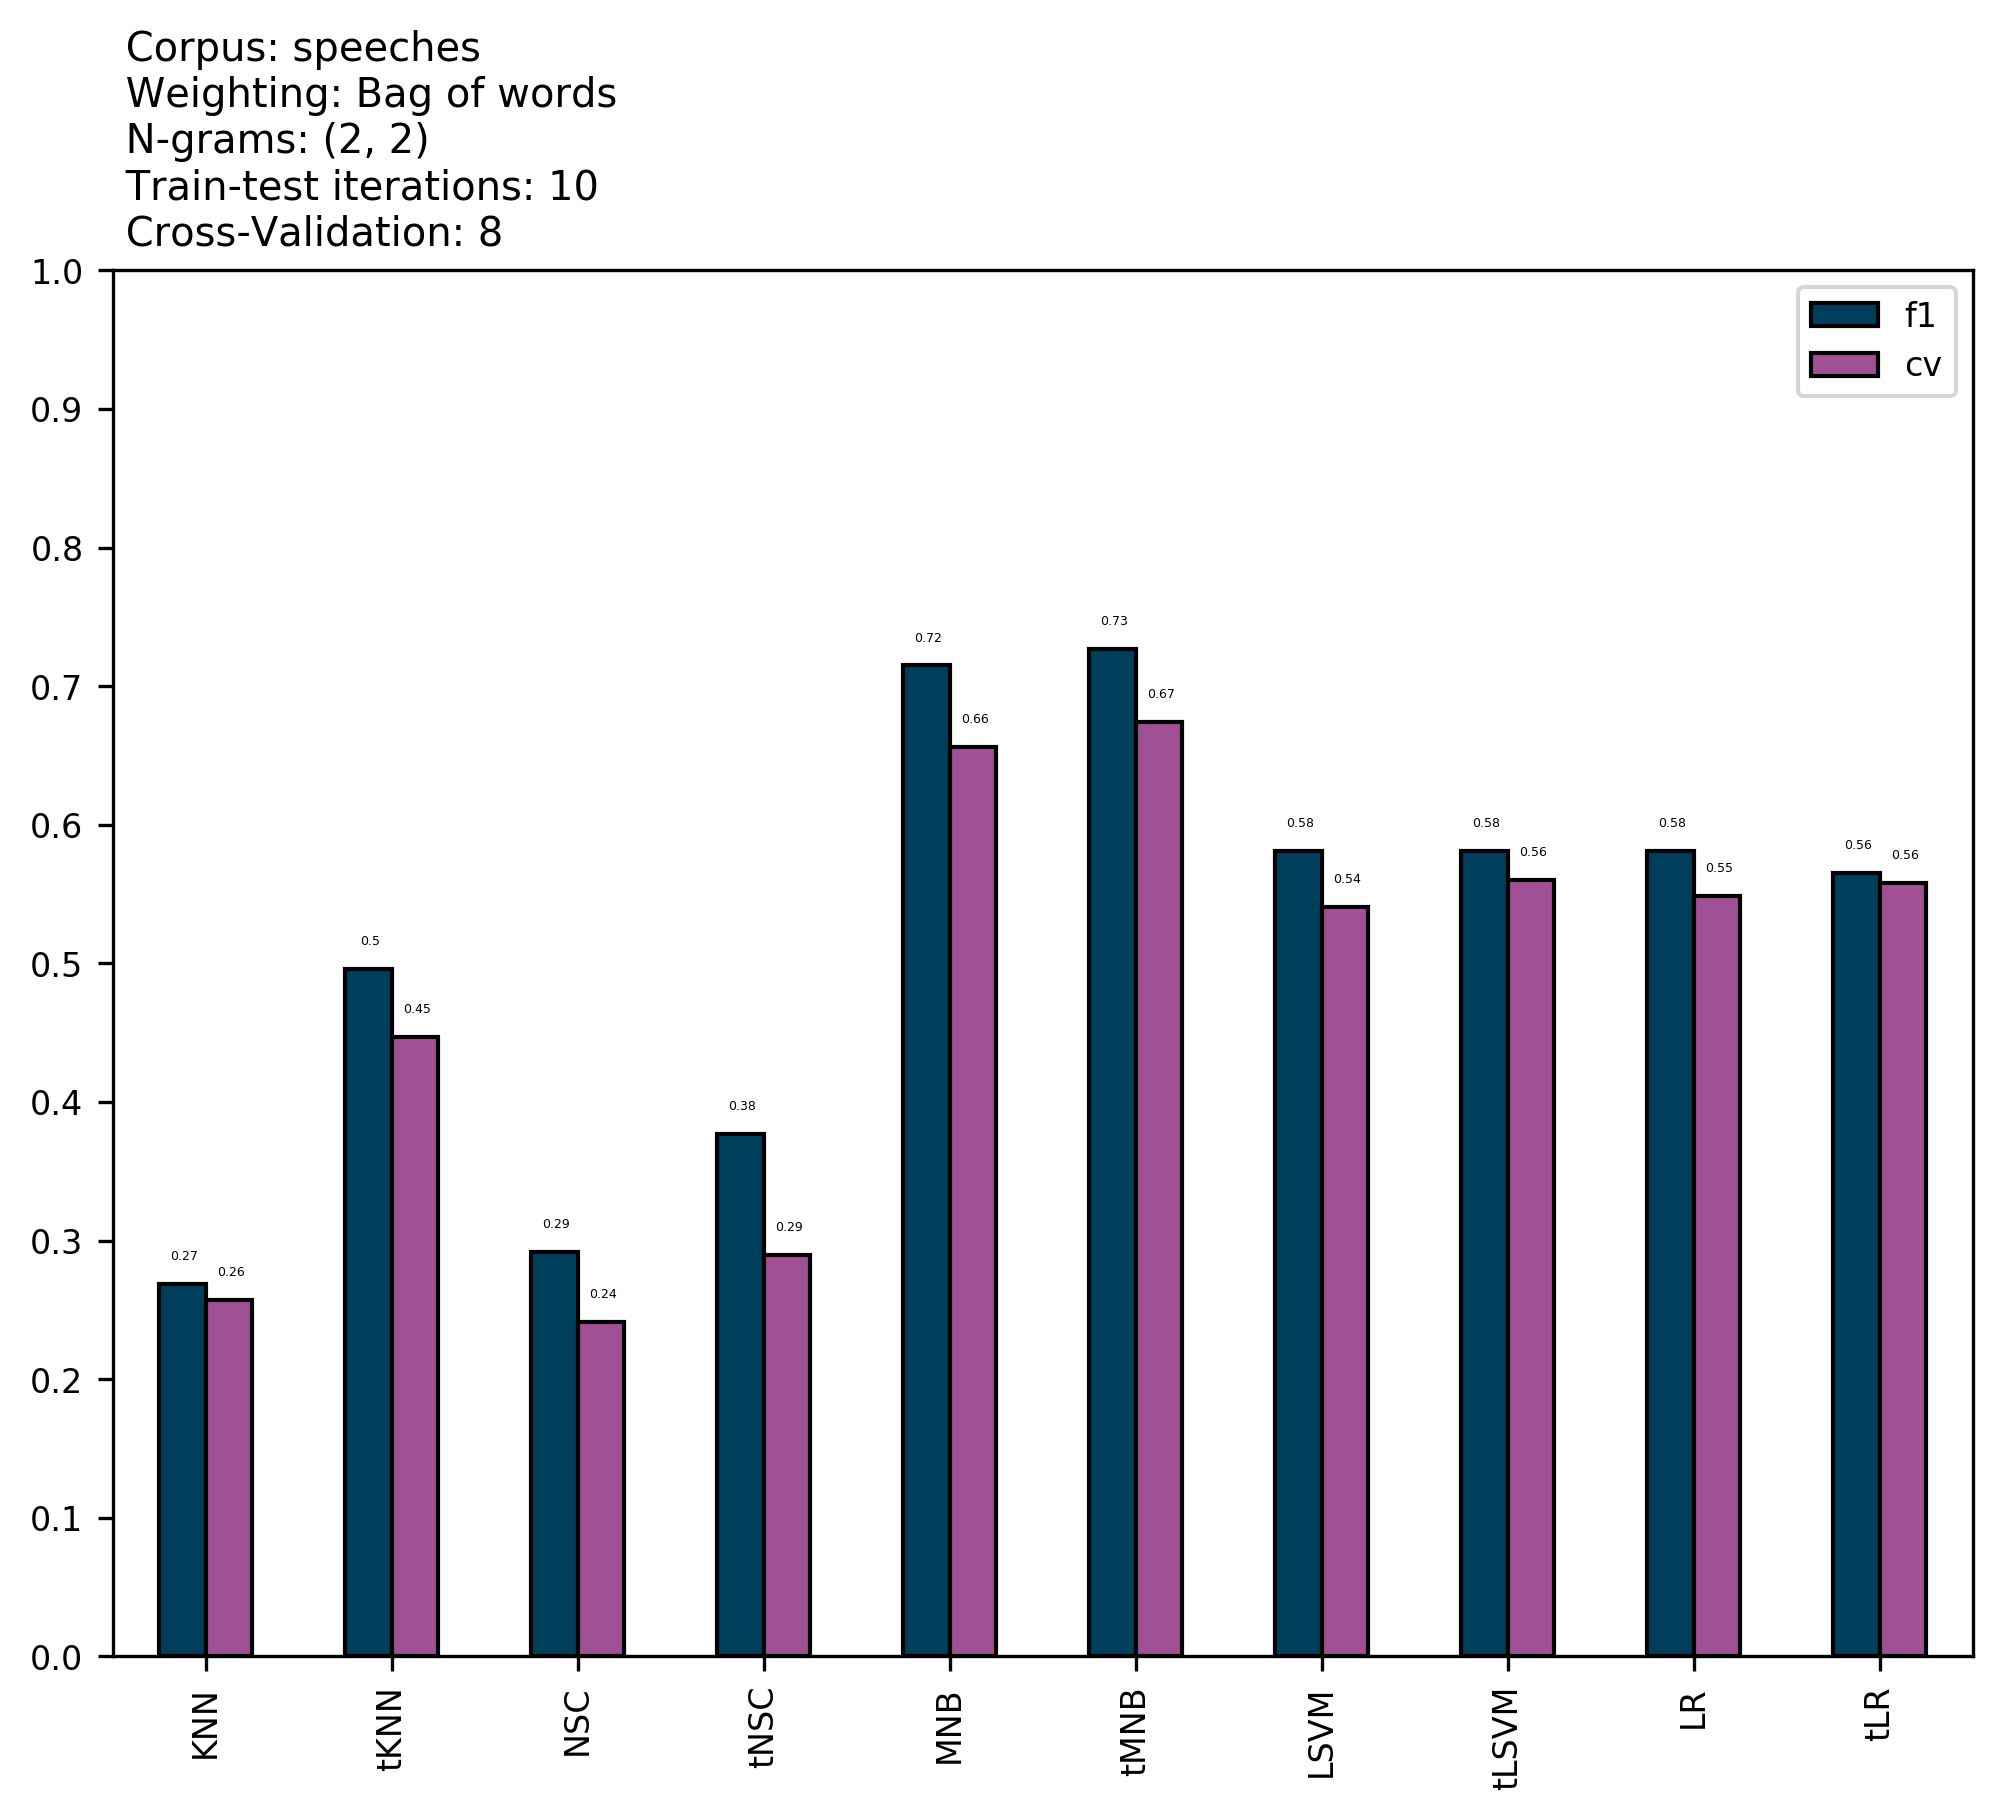 Corpus: speeches
Weighting: Bag of words
N-grams: (2, 2)
Train-test iterations: 10
Cross-Validation: 8
1.0
0.9
0.8
0.7
0.6
0.5
0.4
0.3
0.2
0.1
0.0
f1
cv
0.27
0.26
0.5
0.45
0.29
0.24
0.38
0.29
0.72
0.66
0.73
0.67
0.58
0.54
0.58
0.56
0.58
0.55
0.56
0.56
KNN
tKNN
NSC
tNSC
MNB
tMNB
LSVM
tLSVM
LR
tLR